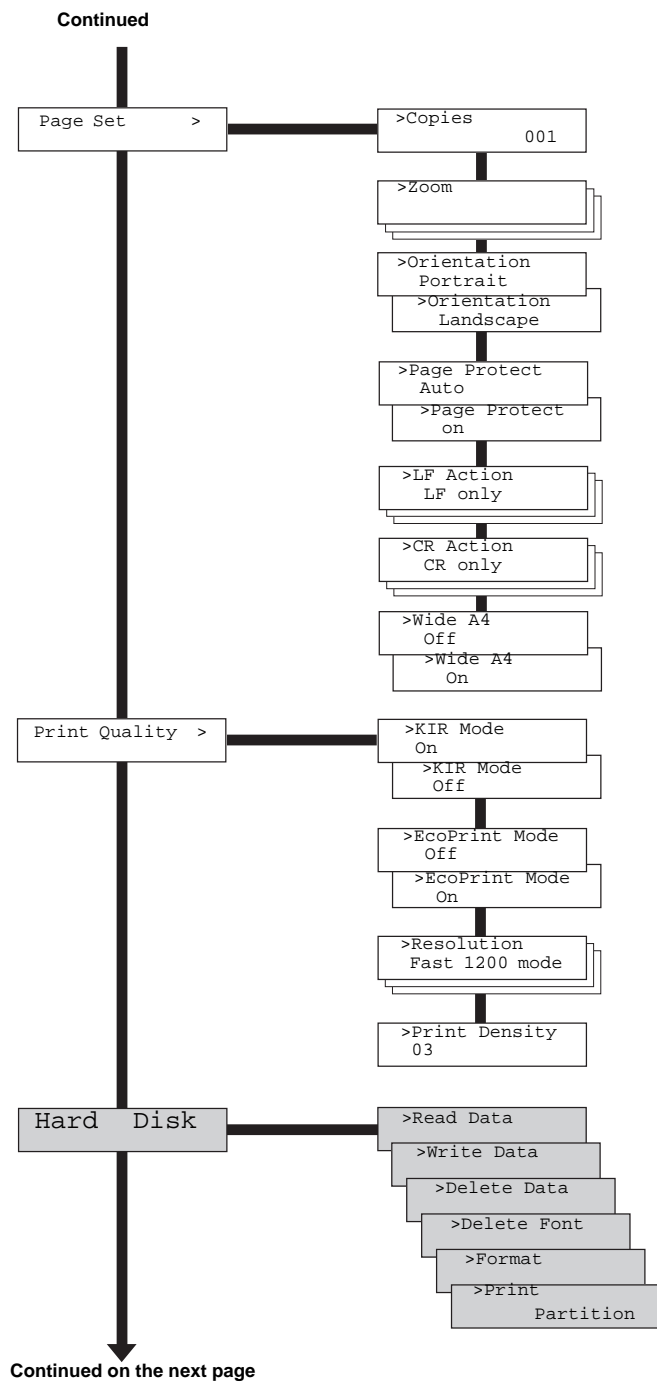 Continued
Page Set >
>Copies
001
>Zoom
>Orientation
Portrait
>Orientation
Landscape
>Page Protect
Auto
>Page Protect
on
>LF Action
LF only
>CR Action
CR only
>Wide A4
Off
>Wide A4
On
Print Quality >
>KIR Mode
On
>KIR Mode
Off
>EcoPrint Mode
Off
>EcoPrint Mode
On
>Resolution
Fast 1200 mode
>Print Density
03
Hard Disk
>Read Data
>Write Data
>Delete Data
>Delete Font
>Format
>Print
Partition
Continued on the next page